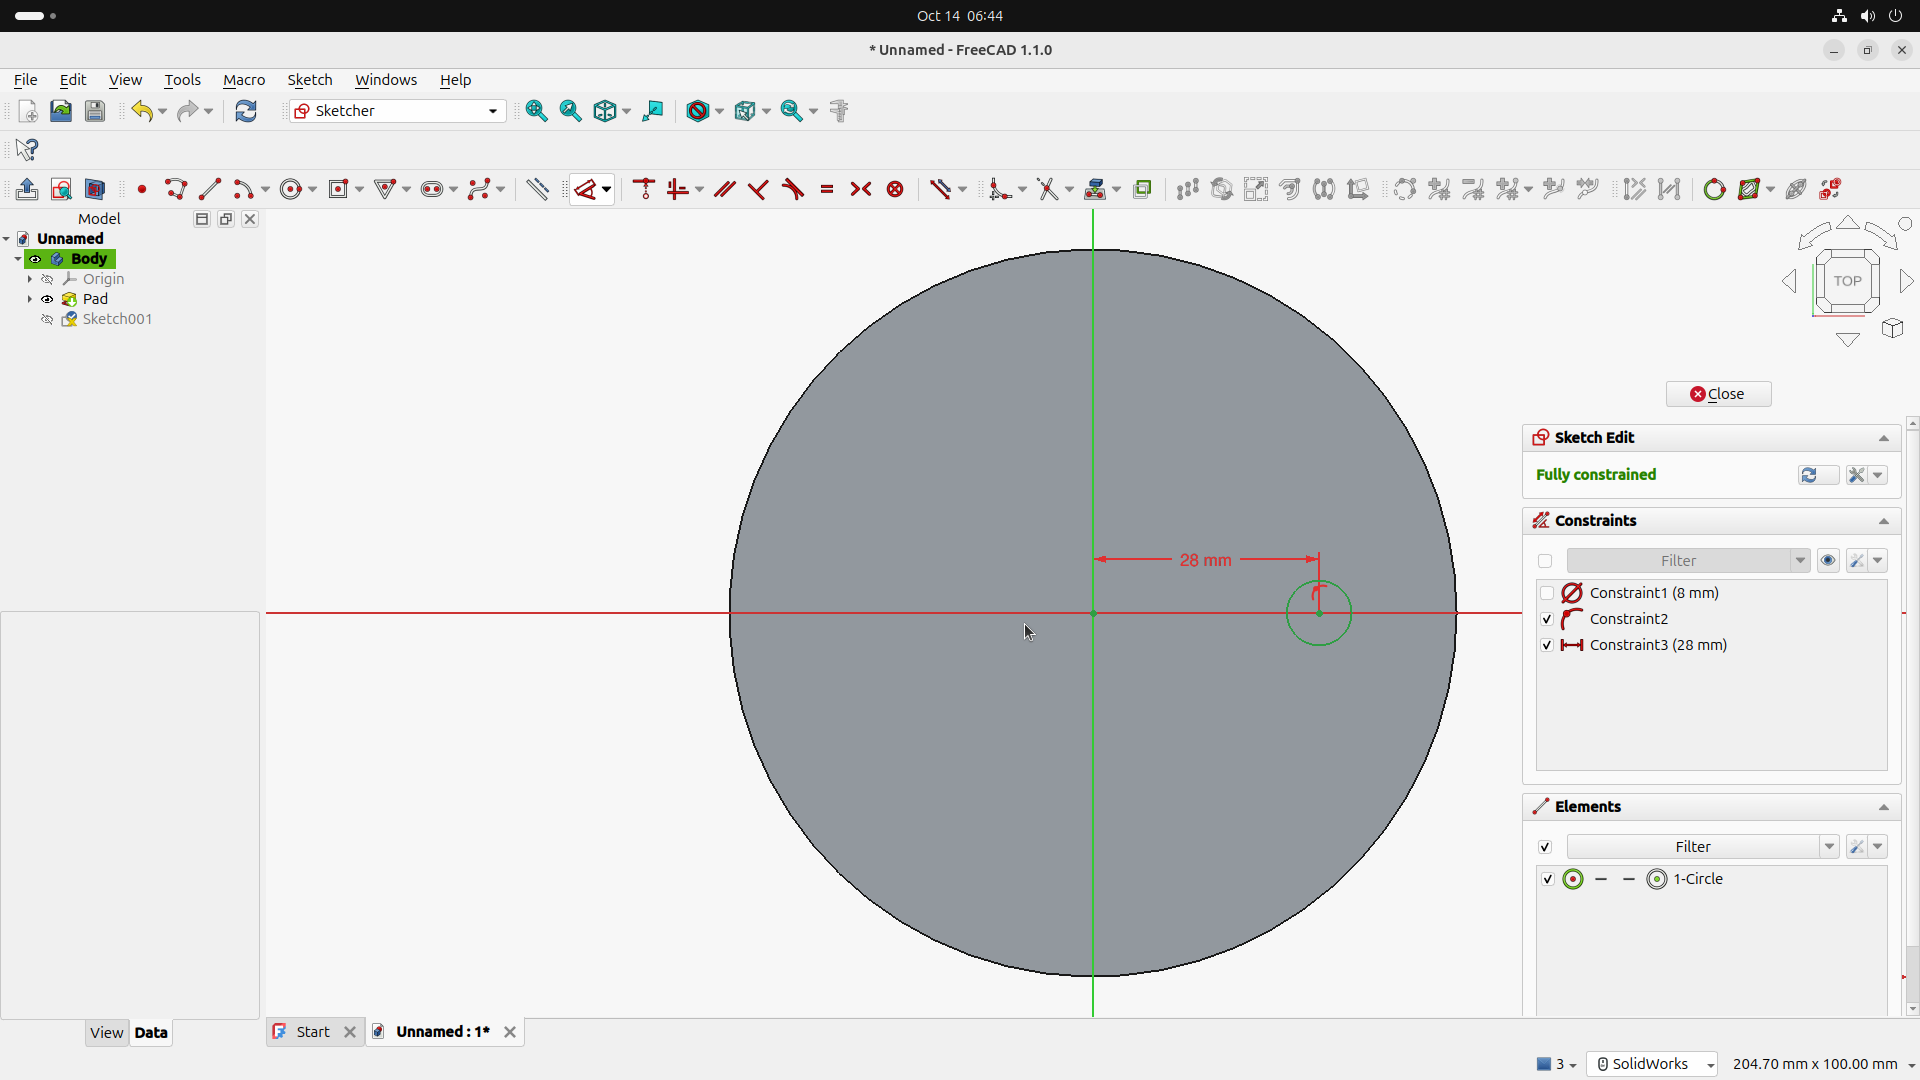 Oct 14 06:44
* Unnamed - FreeCAD 1.1.0
File Edit View Tools Macro Sketch Windows Help
Sketcher
Model
Unnamed
Body
Origin
Pad
Sketch001
TOP
Close
Sketch Edit
Fully constrained
Constraints
Filter
Constraint1 (8 mm)
Constraint2
Constraint3 (28 mm)
28 mm
Elements
Filter
1-Circle
View Data
Start
Unnamed : 1*
3
SolidWorks
204.70 mm x 100.00 mm